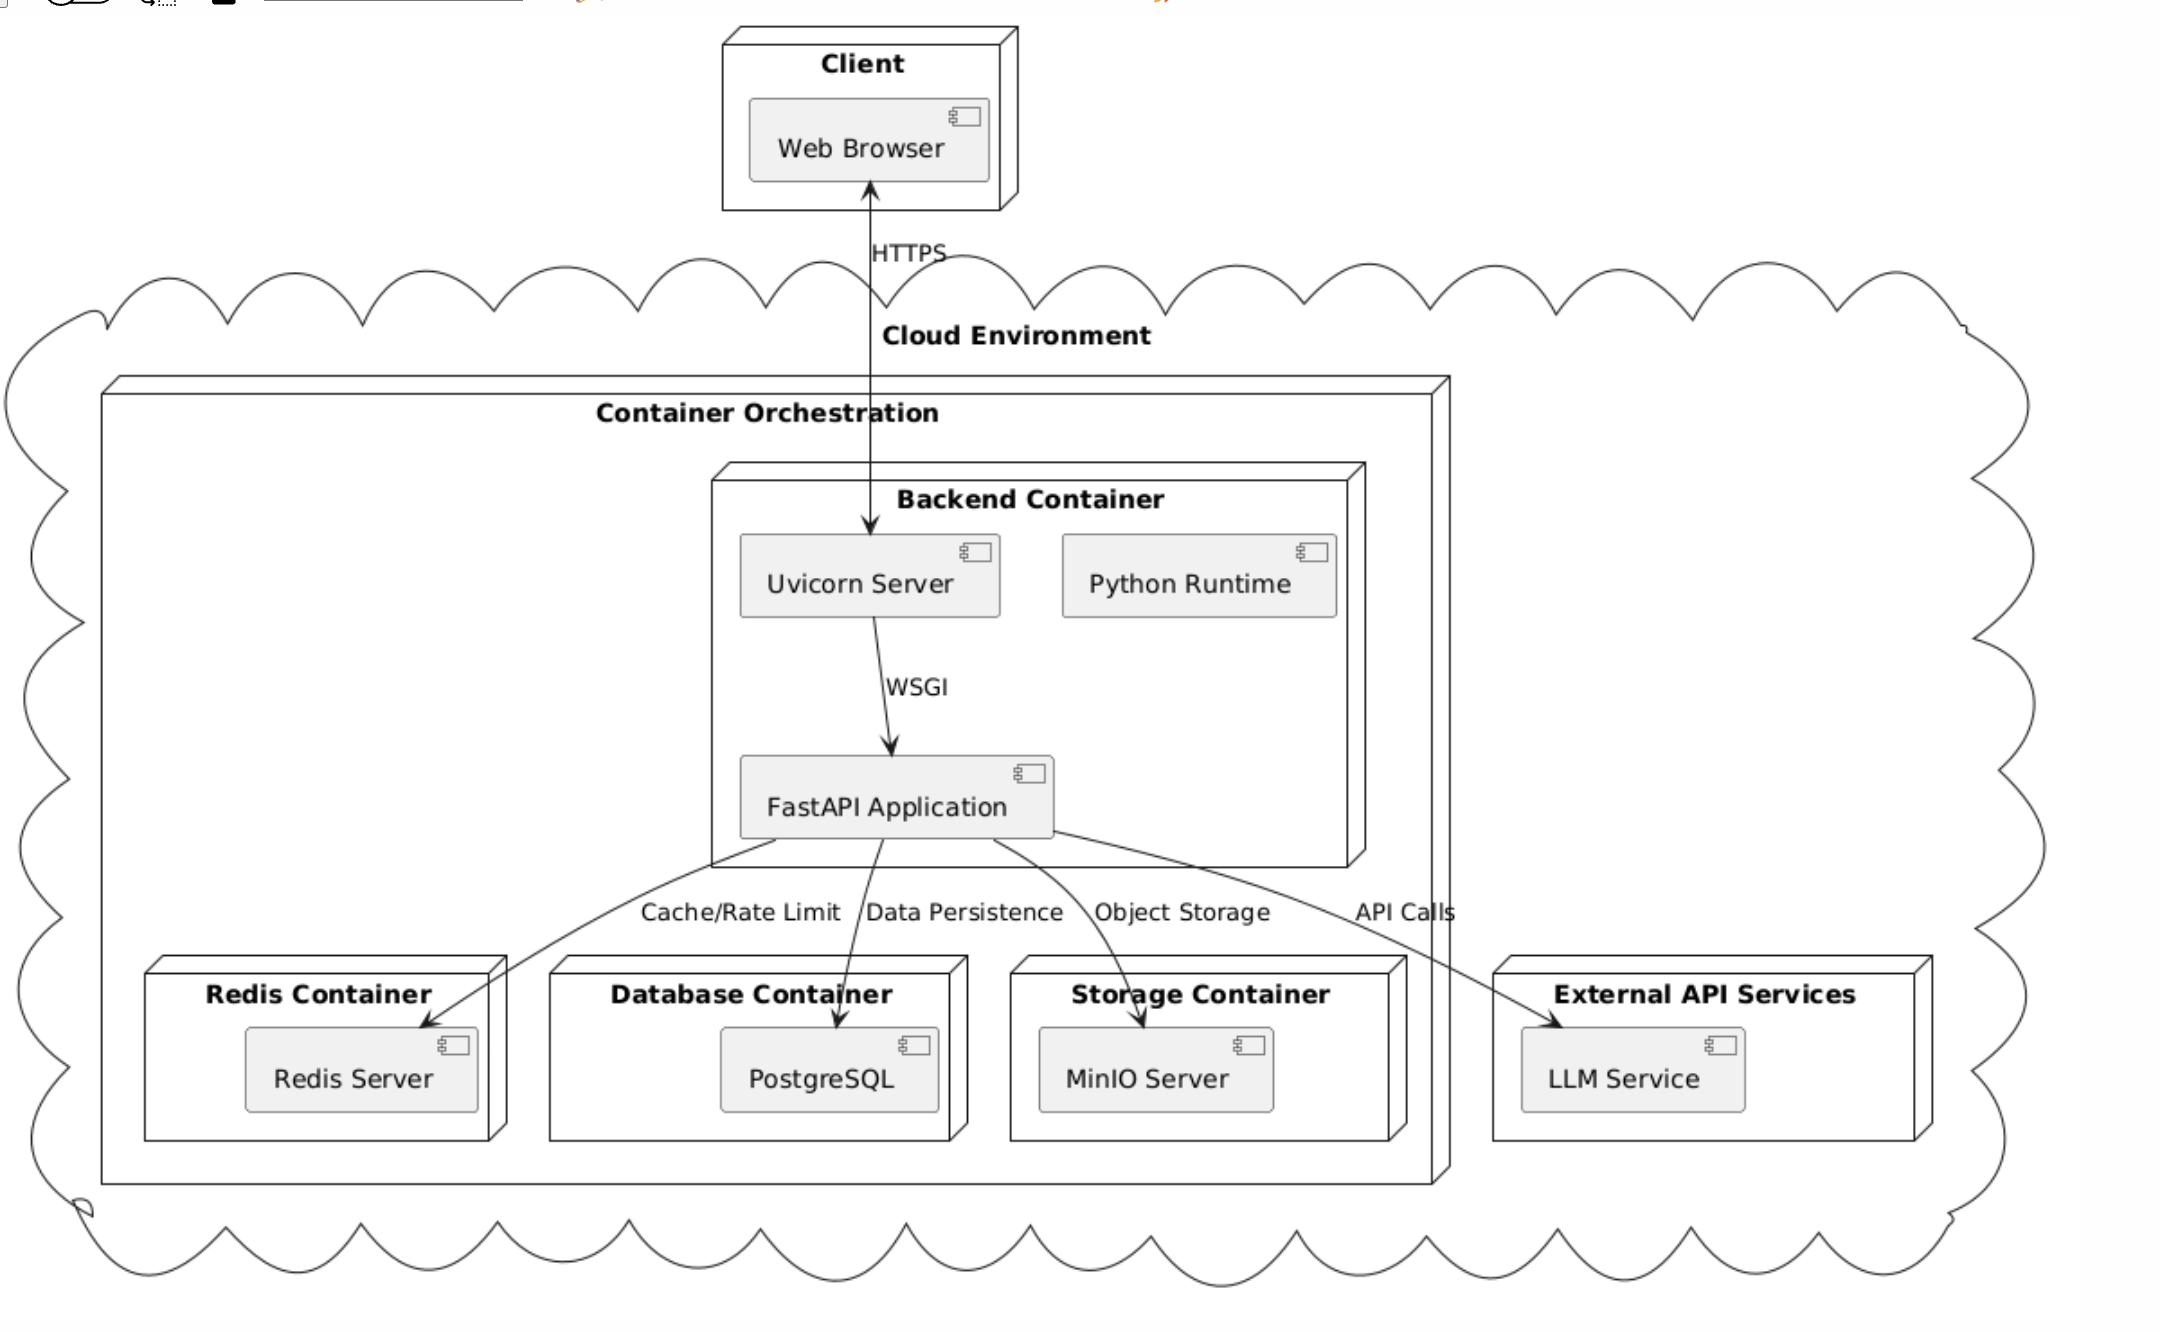 Client
Web Browser
HTTPS
Cloud Environment
Container Orchestration
Backend Container
Uvicorn Server
Python Runtime
WSGI
FastAPI Application
Cache/Rate Limit
Data Persistence
Object Storage
API Calls
Redis Container
Database Container
Storage Container
External API Services
Redis Server
PostgreSQL
MinIO Server
LLM Service